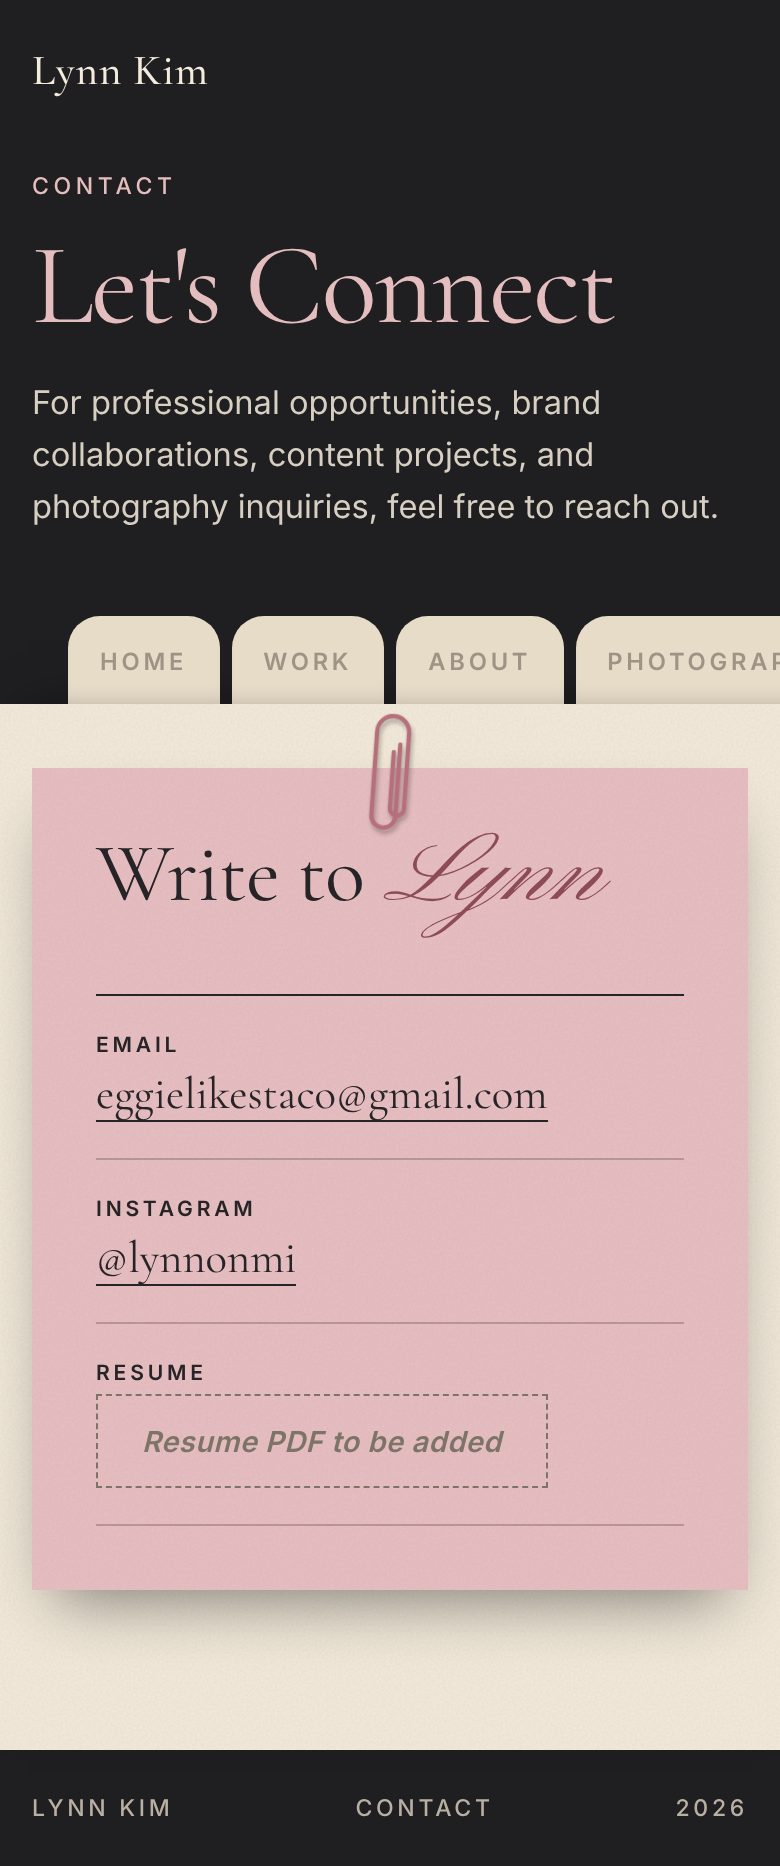 Lynn Kim
CONTACT
Let's Connect
For professional opportunities, brand
collaborations, content projects, and
photography inquiries, feel free to reach out.
HOME WORK ABOUT PHOTOGRAP
Write to Lynn
EMAIL
eggielikestaco@gmail.com
INSTAGRAM
@lynnonmi
RESUME
Resume PDF to be added
LYNN KIM CONTACT 2026